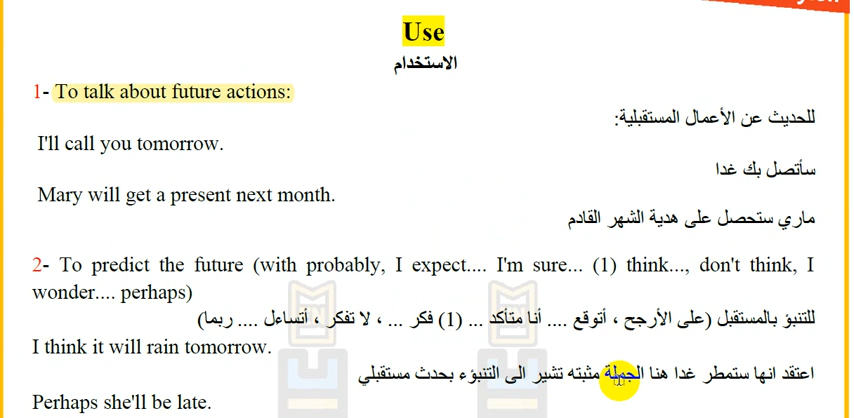 Use
الاستخدام
1- To talk about future actions:
للحديث عن الأعمال المستقبلية:
I'll call you tomorrow.
سأتصل بك غدا
Mary will get a present next month.
ماري ستحصل على هدية الشهر القادم
2- To predict the future (with probably, I expect.... I'm sure... (1) think..., don't think, I
wonder.... perhaps)
للتنبؤ بالمستقبل (على الأرجح ، أتوقع .... أنا متأكد ... (1) فكر ... ، لا تفكر ، أتساءل .... ربما)
I think it will rain tomorrow.
اعتقد انها ستمطر غدا هنا الجملة مثبته تشير الى التنبؤء بحدث مستقبلي
Perhaps she'll be late.